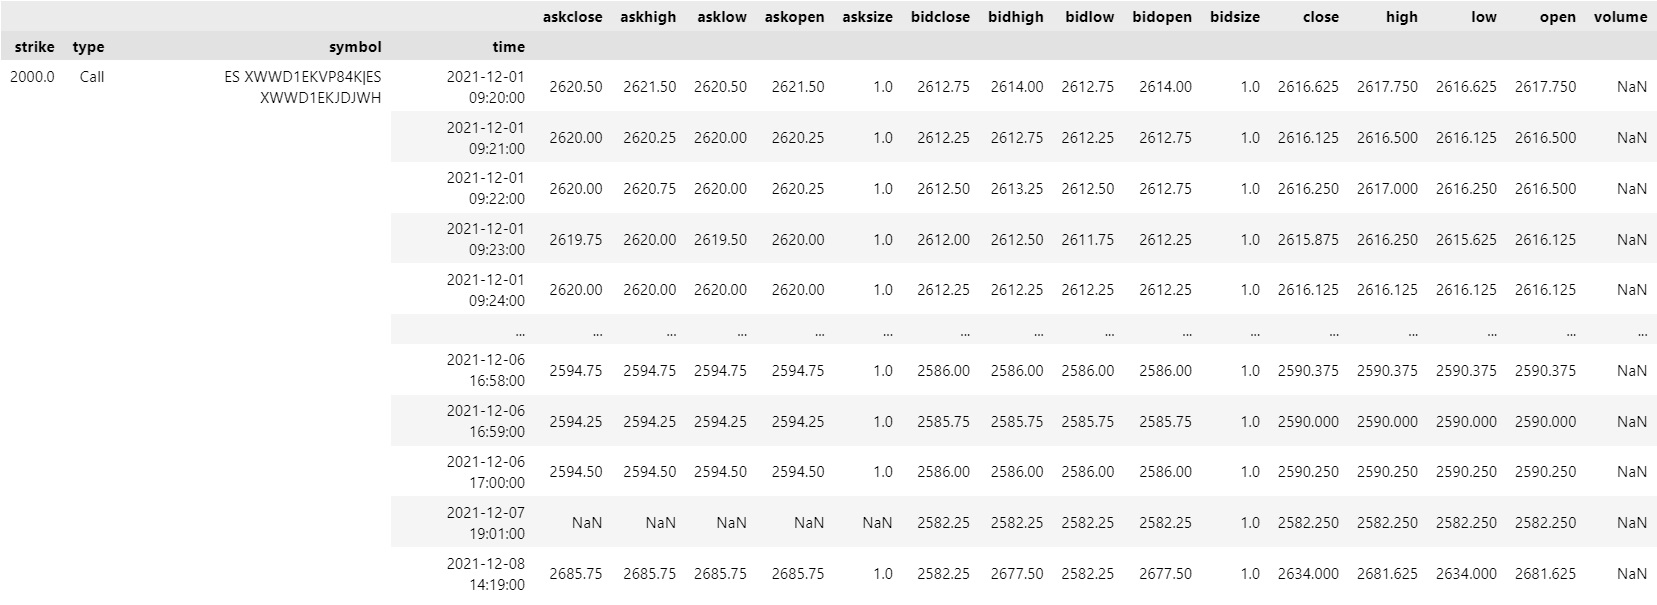 askclose askhigh asklow askopen asksize bidclose bidhigh bidlow bidopen bidsize close high low open volume
strike type symbol time
2000.0 Call ES XWWD1EKVP84K|ES 2021-12-01
XWWD1EKJDJWH 09:20:00 2620.50 2621.50 2620.50 2621.50 1.0 2612.75 2614.00 2612.75 2614.00 1.0 2616.625 2617.750 2616.625 2617.750 NaN
2021-12-01
09:21:00 2620.00 2620.25 2620.00 2620.25 1.0 2612.25 2612.75 2612.25 2612.75 1.0 2616.125 2616.500 2616.125 2616.500 NaN
2021-12-01
09:22:00 2620.00 2620.75 2620.00 2620.25 1.0 2612.50 2613.25 2612.50 2612.75 1.0 2616.250 2617.000 2616.250 2616.500 NaN
2021-12-01
09:23:00 2619.75 2620.00 2619.50 2620.00 1.0 2612.00 2612.50 2611.75 2612.25 1.0 2615.875 2616.250 2615.625 2616.125 NaN
2021-12-01
09:24:00 2620.00 2620.00 2620.00 2620.00 1.0 2612.25 2612.25 2612.25 2612.25 1.0 2616.125 2616.125 2616.125 2616.125 NaN
... ... ... ... ... ... ... ... ... ... ... ... ... ... ... ...
2021-12-06
16:58:00 2594.75 2594.75 2594.75 2594.75 1.0 2586.00 2586.00 2586.00 2586.00 1.0 2590.375 2590.375 2590.375 2590.375 NaN
2021-12-06
16:59:00 2594.25 2594.25 2594.25 2594.25 1.0 2585.75 2585.75 2585.75 2585.75 1.0 2590.000 2590.000 2590.000 2590.000 NaN
2021-12-06
17:00:00 2594.50 2594.50 2594.50 2594.50 1.0 2586.00 2586.00 2586.00 2586.00 1.0 2590.250 2590.250 2590.250 2590.250 NaN
2021-12-07
19:01:00 NaN NaN NaN NaN NaN 2582.25 2582.25 2582.25 2582.25 1.0 2582.250 2582.250 2582.250 2582.250 NaN
2021-12-08
14:19:00 2685.75 2685.75 2685.75 2685.75 1.0 2582.25 2677.50 2582.25 2677.50 1.0 2634.000 2681.625 2634.000 2681.625 NaN